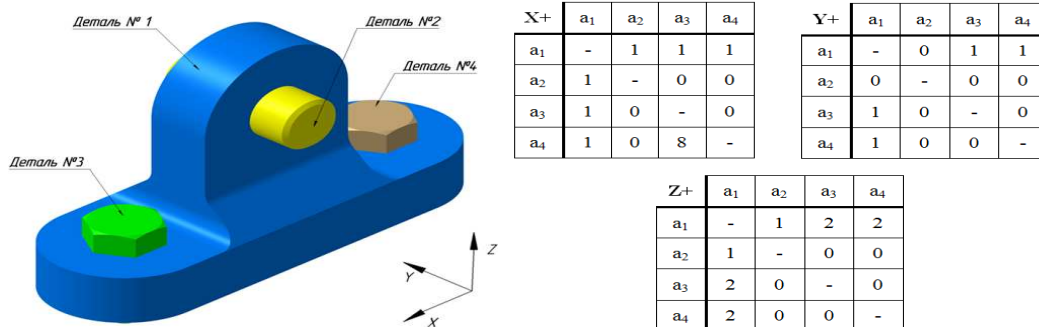 Деталь № 1
Деталь №2
Деталь №4
Деталь №3
Z
Y
X
X+ a1 a2 a3 a4
a1 - 1 1 1
a2 1 - 0 0
a3 1 0 - 0
a4 1 0 8 -
Y+ a1 a2 a3 a4
a1 - 0 1 1
a2 0 - 0 0
a3 1 0 - 0
a4 1 0 0 -
Z+ a1 a2 a3 a4
a1 - 1 2 2
a2 1 - 0 0
a3 2 0 - 0
a4 2 0 0 -